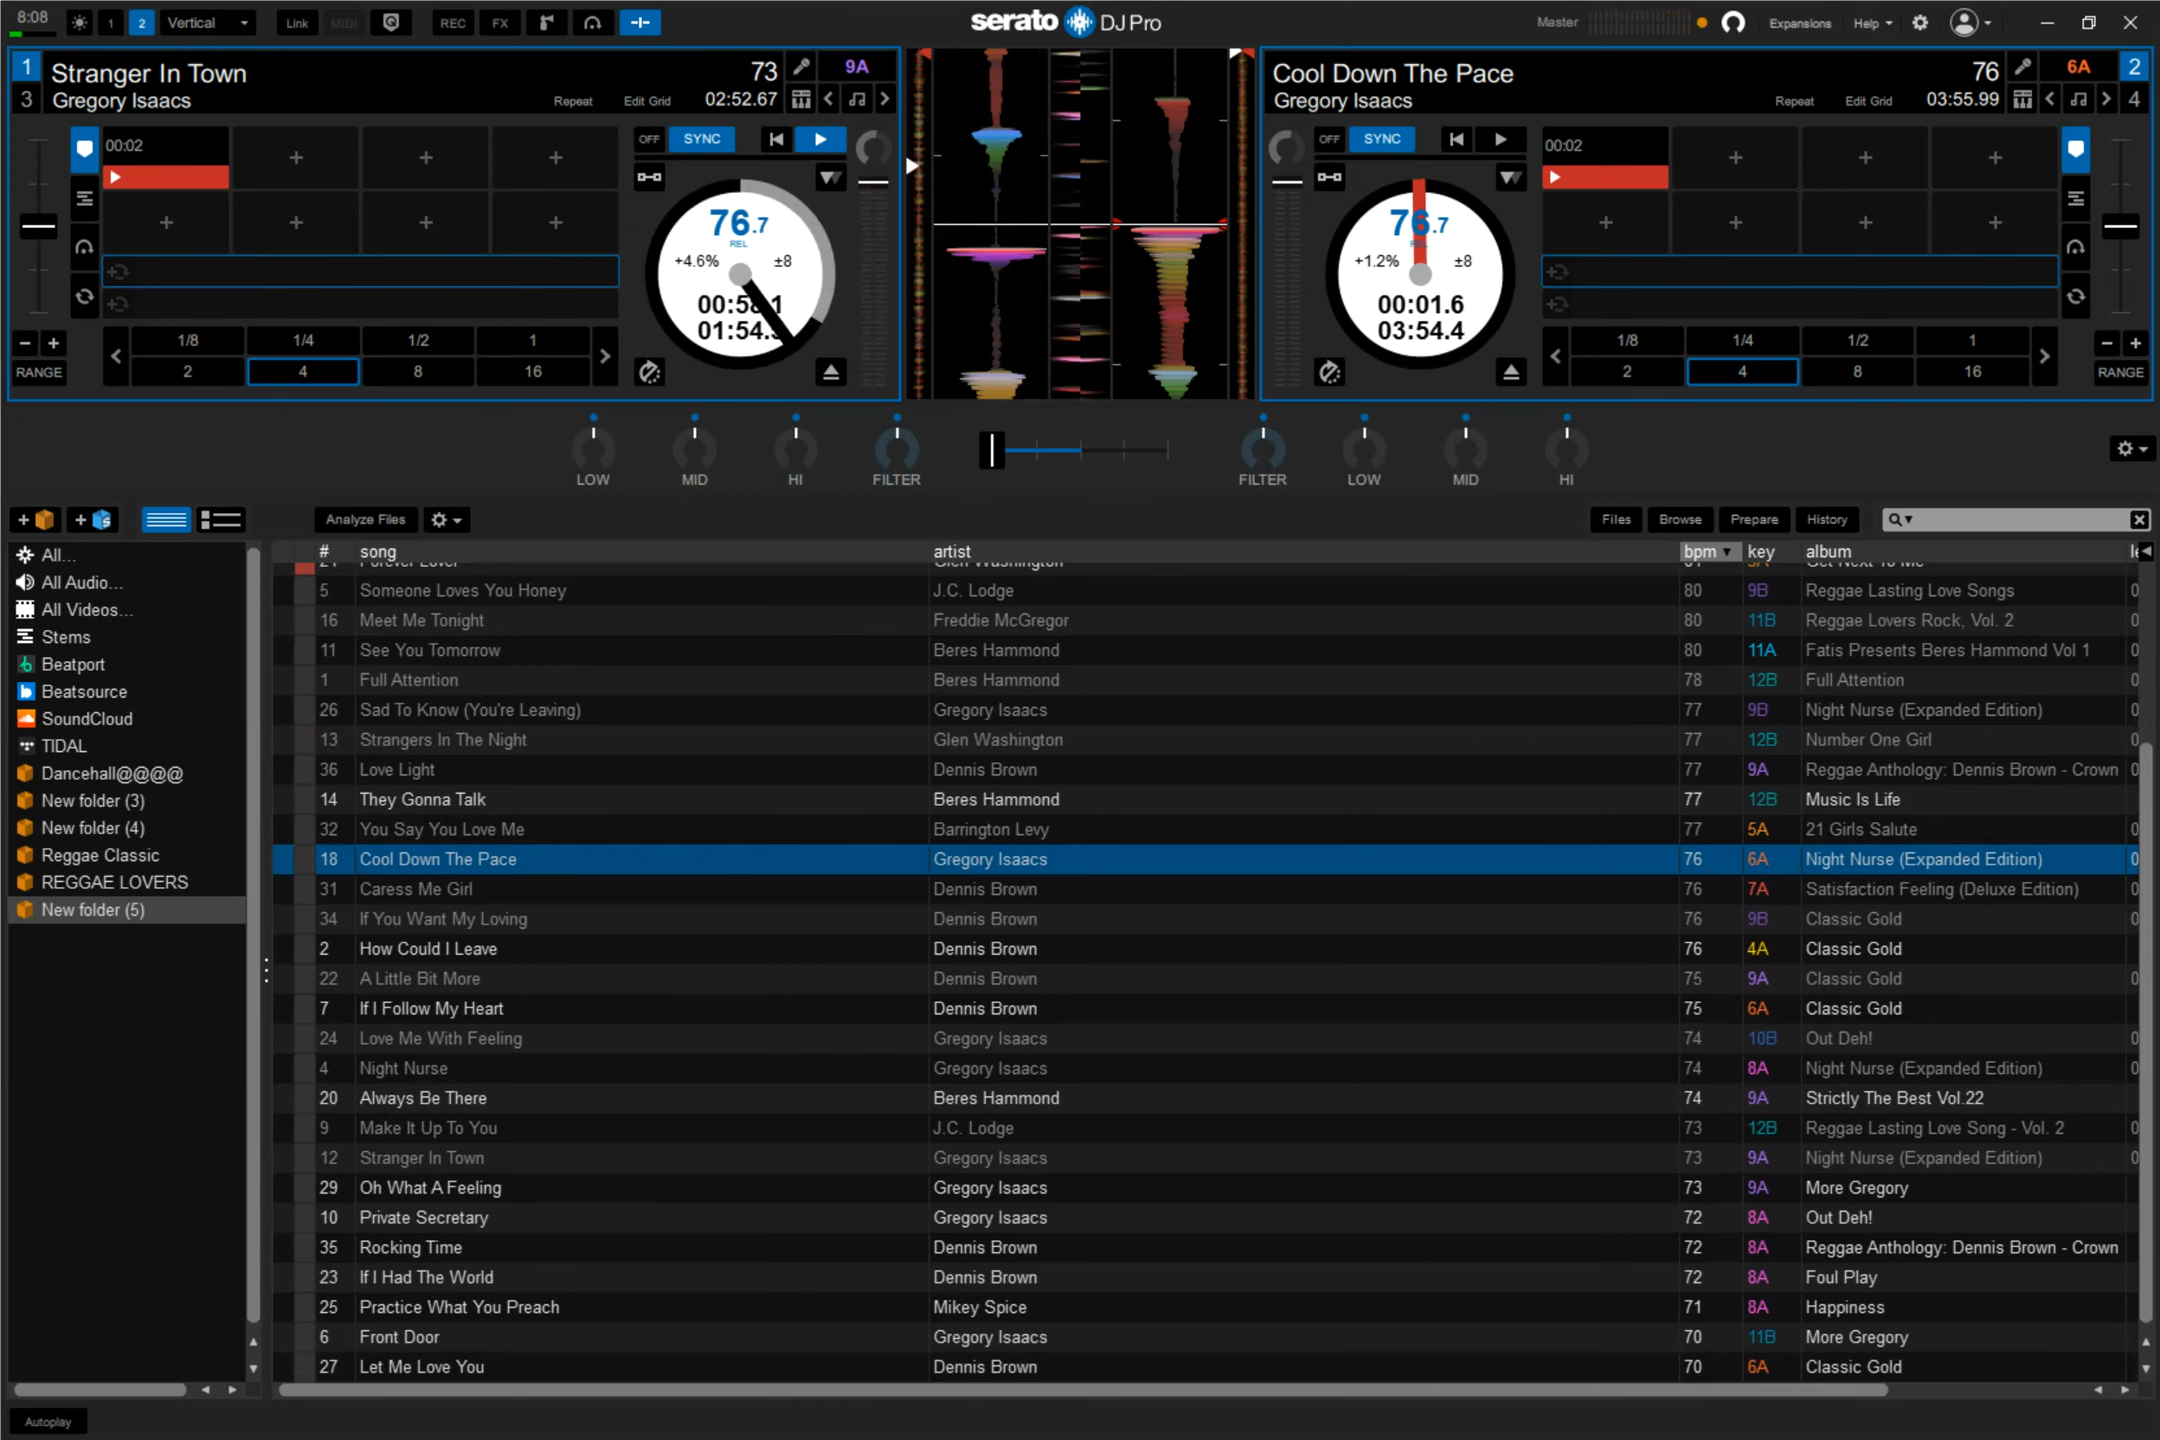 8:08 1 2 Vertical Link MIDI REC FX serato DJ Pro Master Expansions Help
1 Stranger In Town 73 9A
3 Gregory Isaacs Repeat Edit Grid 02:52.67
00:02 OFF SYNC
76.7
REL
+4.6% ±8
01:54.
1/8 1/4 1/2 1
2 4 8 16
RANGE
Cool Down The Pace 76 6A 2
Gregory Isaacs Repeat Edit Grid 03:55.99 4
OFF SYNC 00:02
76.7
+1.2% ±8
00:01.6
03:54.4
1/8 1/4 1/2 1
2 4 8 16
RANGE
LOW MID HI FILTER FILTER LOW MID HI
Analyze Files Files Browse Prepare History
All...
All Audio...
All Videos...
Stems
Beatport
Beatsource
SoundCloud
TIDAL
Dancehall@@@@
New folder (3)
New folder (4)
Reggae Classic
REGGAE LOVERS
New folder (5)
# song artist bpm key album
5 Someone Loves You Honey J.C. Lodge 80 9B Reggae Lasting Love Songs 0
16 Meet Me Tonight Freddie McGregor 80 11B Reggae Lovers Rock, Vol. 2 0
11 See You Tomorrow Beres Hammond 80 11A Fatis Presents Beres Hammond Vol 1 0
1 Full Attention Beres Hammond 78 12B Full Attention 0
26 Sad To Know (You're Leaving) Gregory Isaacs 77 9B Night Nurse (Expanded Edition) 0
13 Strangers In The Night Glen Washington 77 12B Number One Girl 0
36 Love Light Dennis Brown 77 9A Reggae Anthology: Dennis Brown - Crown 0
14 They Gonna Talk Beres Hammond 77 12B Music Is Life
32 You Say You Love Me Barrington Levy 77 5A 21 Girls Salute 0
18 Cool Down The Pace Gregory Isaacs 76 6A Night Nurse (Expanded Edition) 0
31 Caress Me Girl Dennis Brown 76 7A Satisfaction Feeling (Deluxe Edition) 0
34 If You Want My Loving Dennis Brown 76 9B Classic Gold 0
2 How Could I Leave Dennis Brown 76 4A Classic Gold
22 A Little Bit More Dennis Brown 75 9A Classic Gold 0
7 If I Follow My Heart Dennis Brown 75 6A Classic Gold
24 Love Me With Feeling Gregory Isaacs 74 10B Out Deh! 0
4 Night Nurse Gregory Isaacs 74 8A Night Nurse (Expanded Edition) 0
20 Always Be There Beres Hammond 74 9A Strictly The Best Vol.22
9 Make It Up To You J.C. Lodge 73 12B Reggae Lasting Love Song - Vol. 2 0
12 Stranger In Town Gregory Isaacs 73 9A Night Nurse (Expanded Edition) 0
29 Oh What A Feeling Gregory Isaacs 73 9A More Gregory
10 Private Secretary Gregory Isaacs 72 8A Out Deh!
35 Rocking Time Dennis Brown 72 8A Reggae Anthology: Dennis Brown - Crown
23 If I Had The World Dennis Brown 72 8A Foul Play
25 Practice What You Preach Mikey Spice 71 8A Happiness
6 Front Door Gregory Isaacs 70 11B More Gregory
27 Let Me Love You Dennis Brown 70 6A Classic Gold
Autoplay